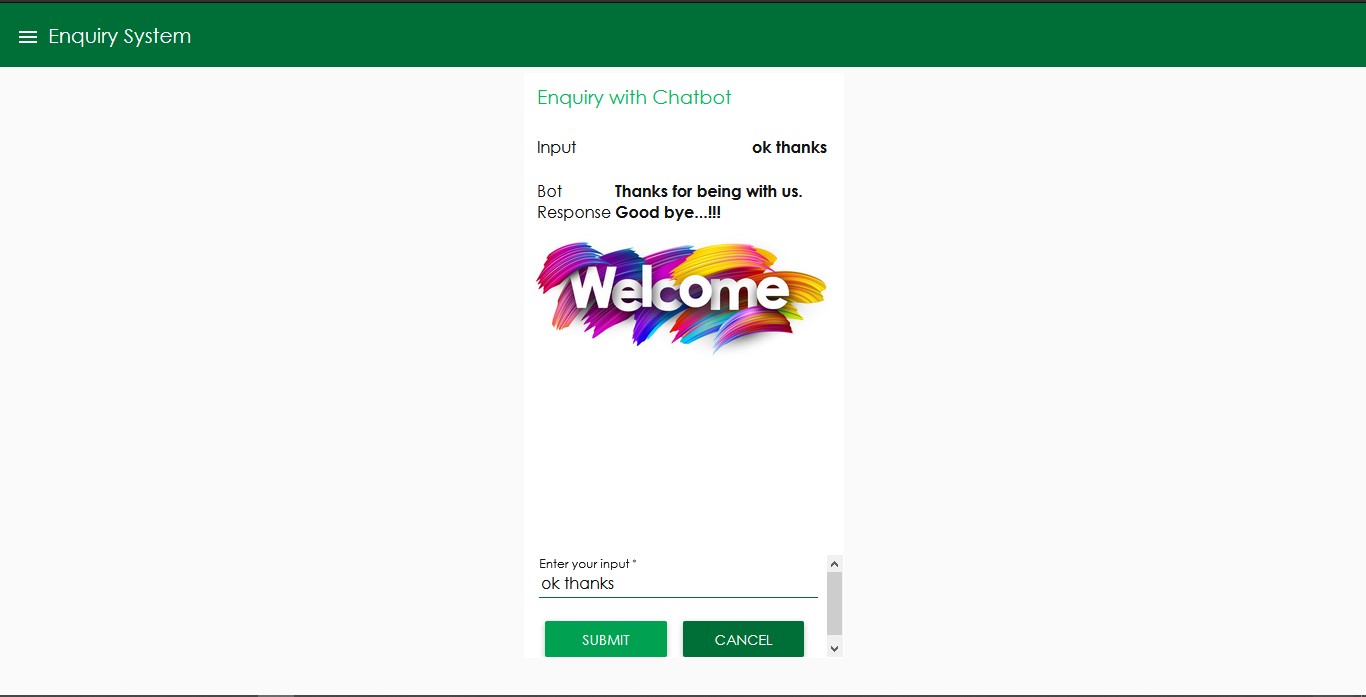 Enquiry System
Enquiry with Chatbot
Input ok thanks
Bot Thanks for being with us.
Response Good bye...!!!
Welcome
Enter your input *
ok thanks
SUBMIT CANCEL